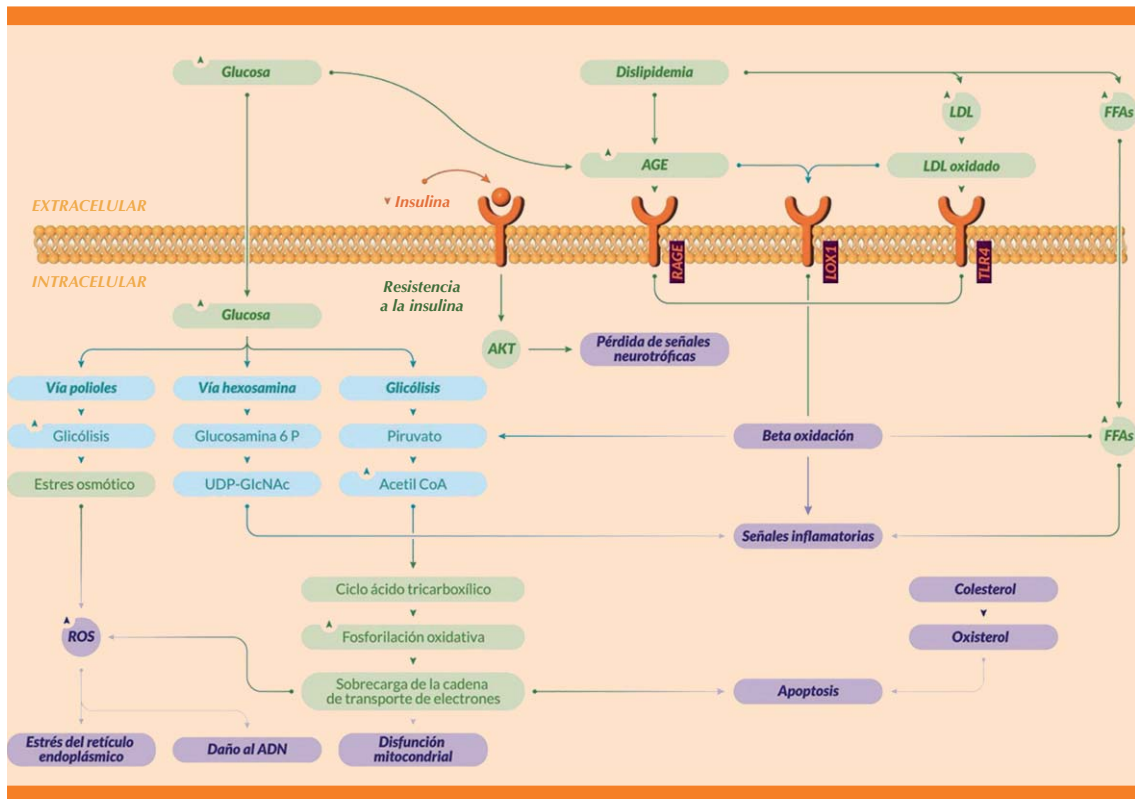 Glucosa
Dislipidemia
LDL
FFAs
AGE
LDL oxidado
Insulina
EXTRACELULAR
INTRACELULAR
RAGE
LOX1
TLR4
Resistencia
a la insulina
Glucosa
AKT
Pérdida de señales
neurotróficas
Vía polioles
Vía hexosamina
Glicólisis
Glicólisis
Glucosamina 6 P
Piruvato
Beta oxidación
FFAs
Estres osmótico
UDP-GlcNAc
Acetil CoA
Señales inflamatorias
Ciclo ácido tricarboxílico
Colesterol
ROS
Fosforilación oxidativa
Oxisterol
Sobrecarga de la cadena
de transporte de electrones
Apoptosis
Estrés del retículo
endoplásmico
Daño al ADN
Disfunción
mitocondrial